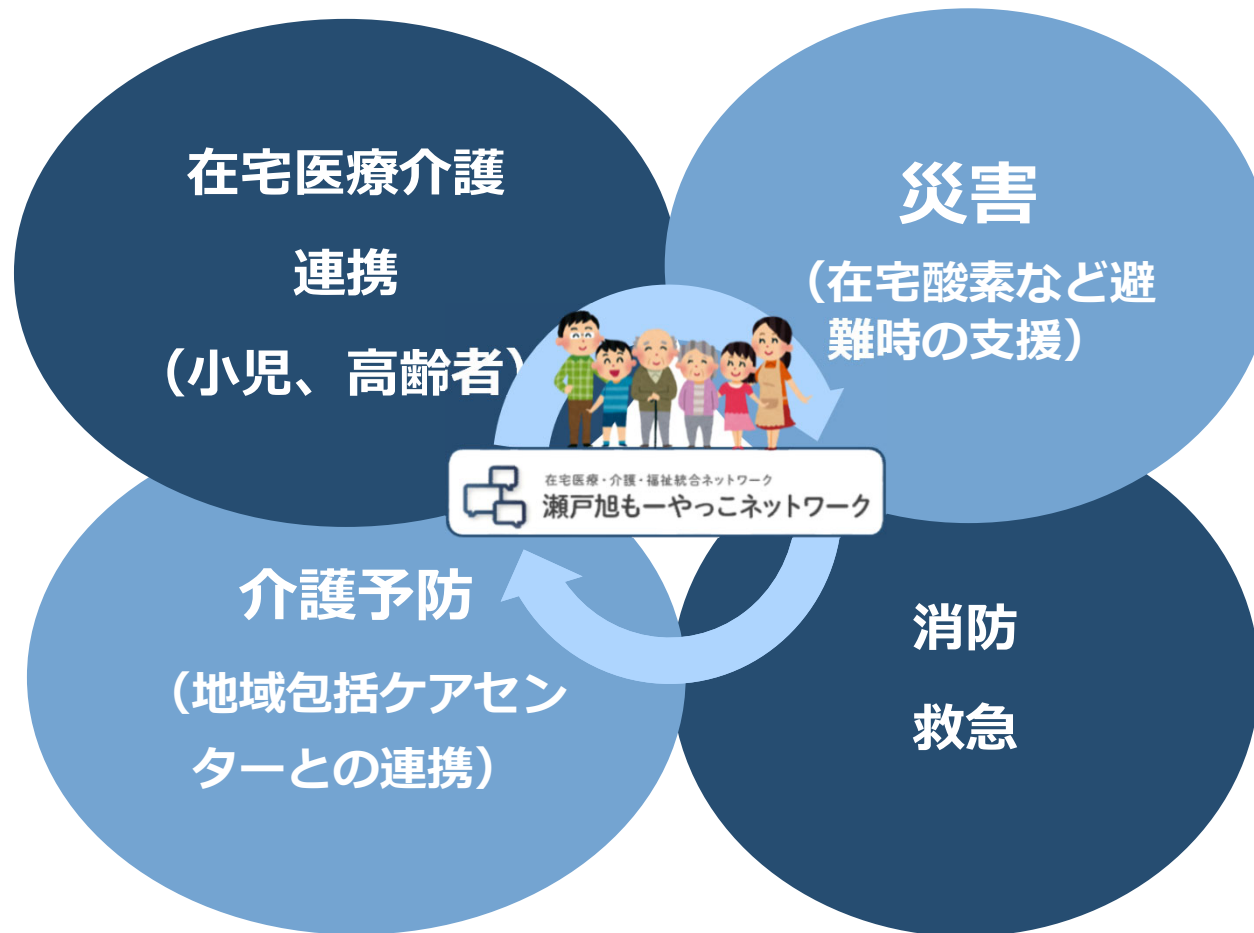 在宅医療介護
連携
（小児、高齢者）
災害
（在宅酸素など避
難時の支援）
在宅医療・介護・福祉統合ネットワーク
瀬戸旭もーやっこネットワーク
介護予防
（地域包括ケアセン
ターとの連携）
消防
救急